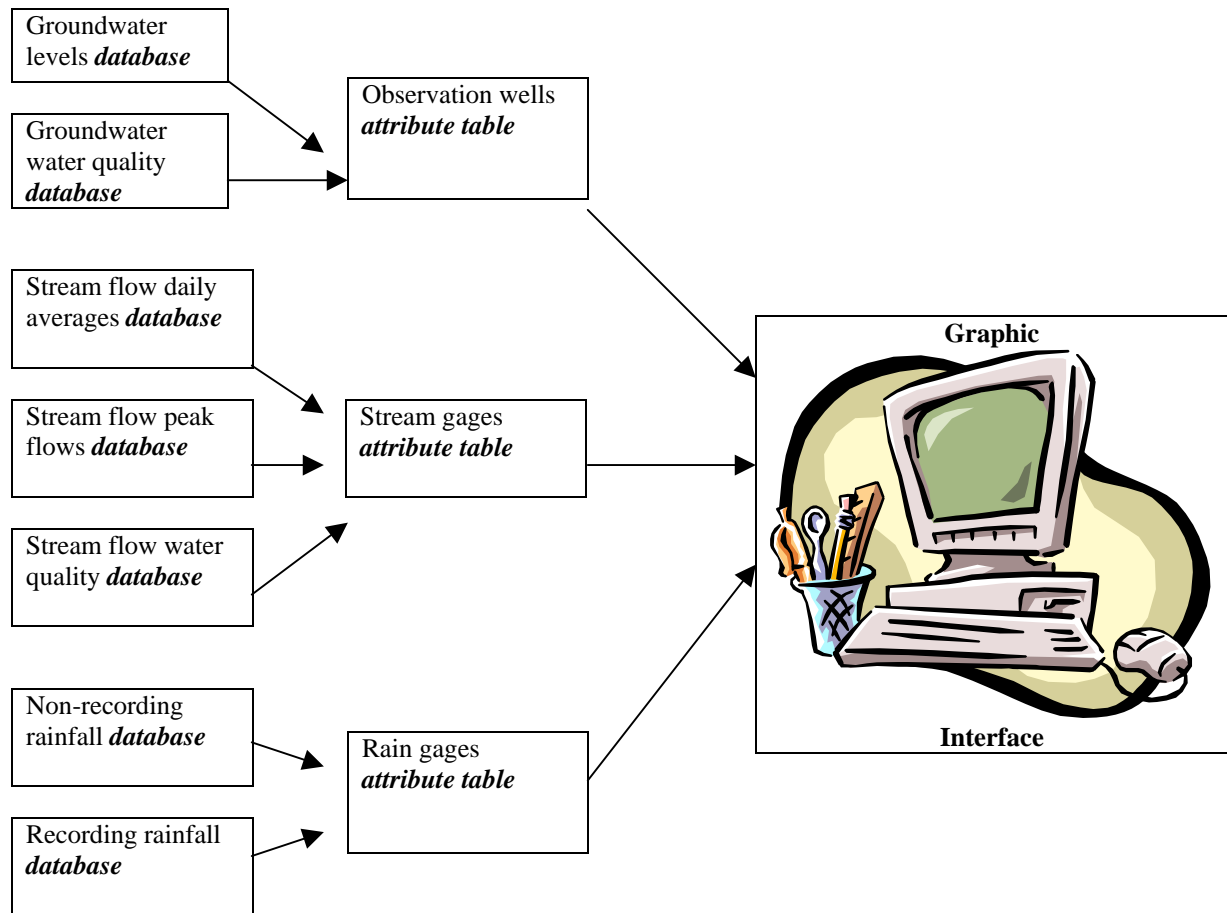 Groundwater
levels database
Groundwater
water quality
database
Observation wells
attribute table
Stream flow daily
averages database
Stream flow peak
flows database
Stream flow water
quality database
Stream gages
attribute table
Non-recording
rainfall database
Recording rainfall
database
Rain gages
attribute table
Graphic
Interface